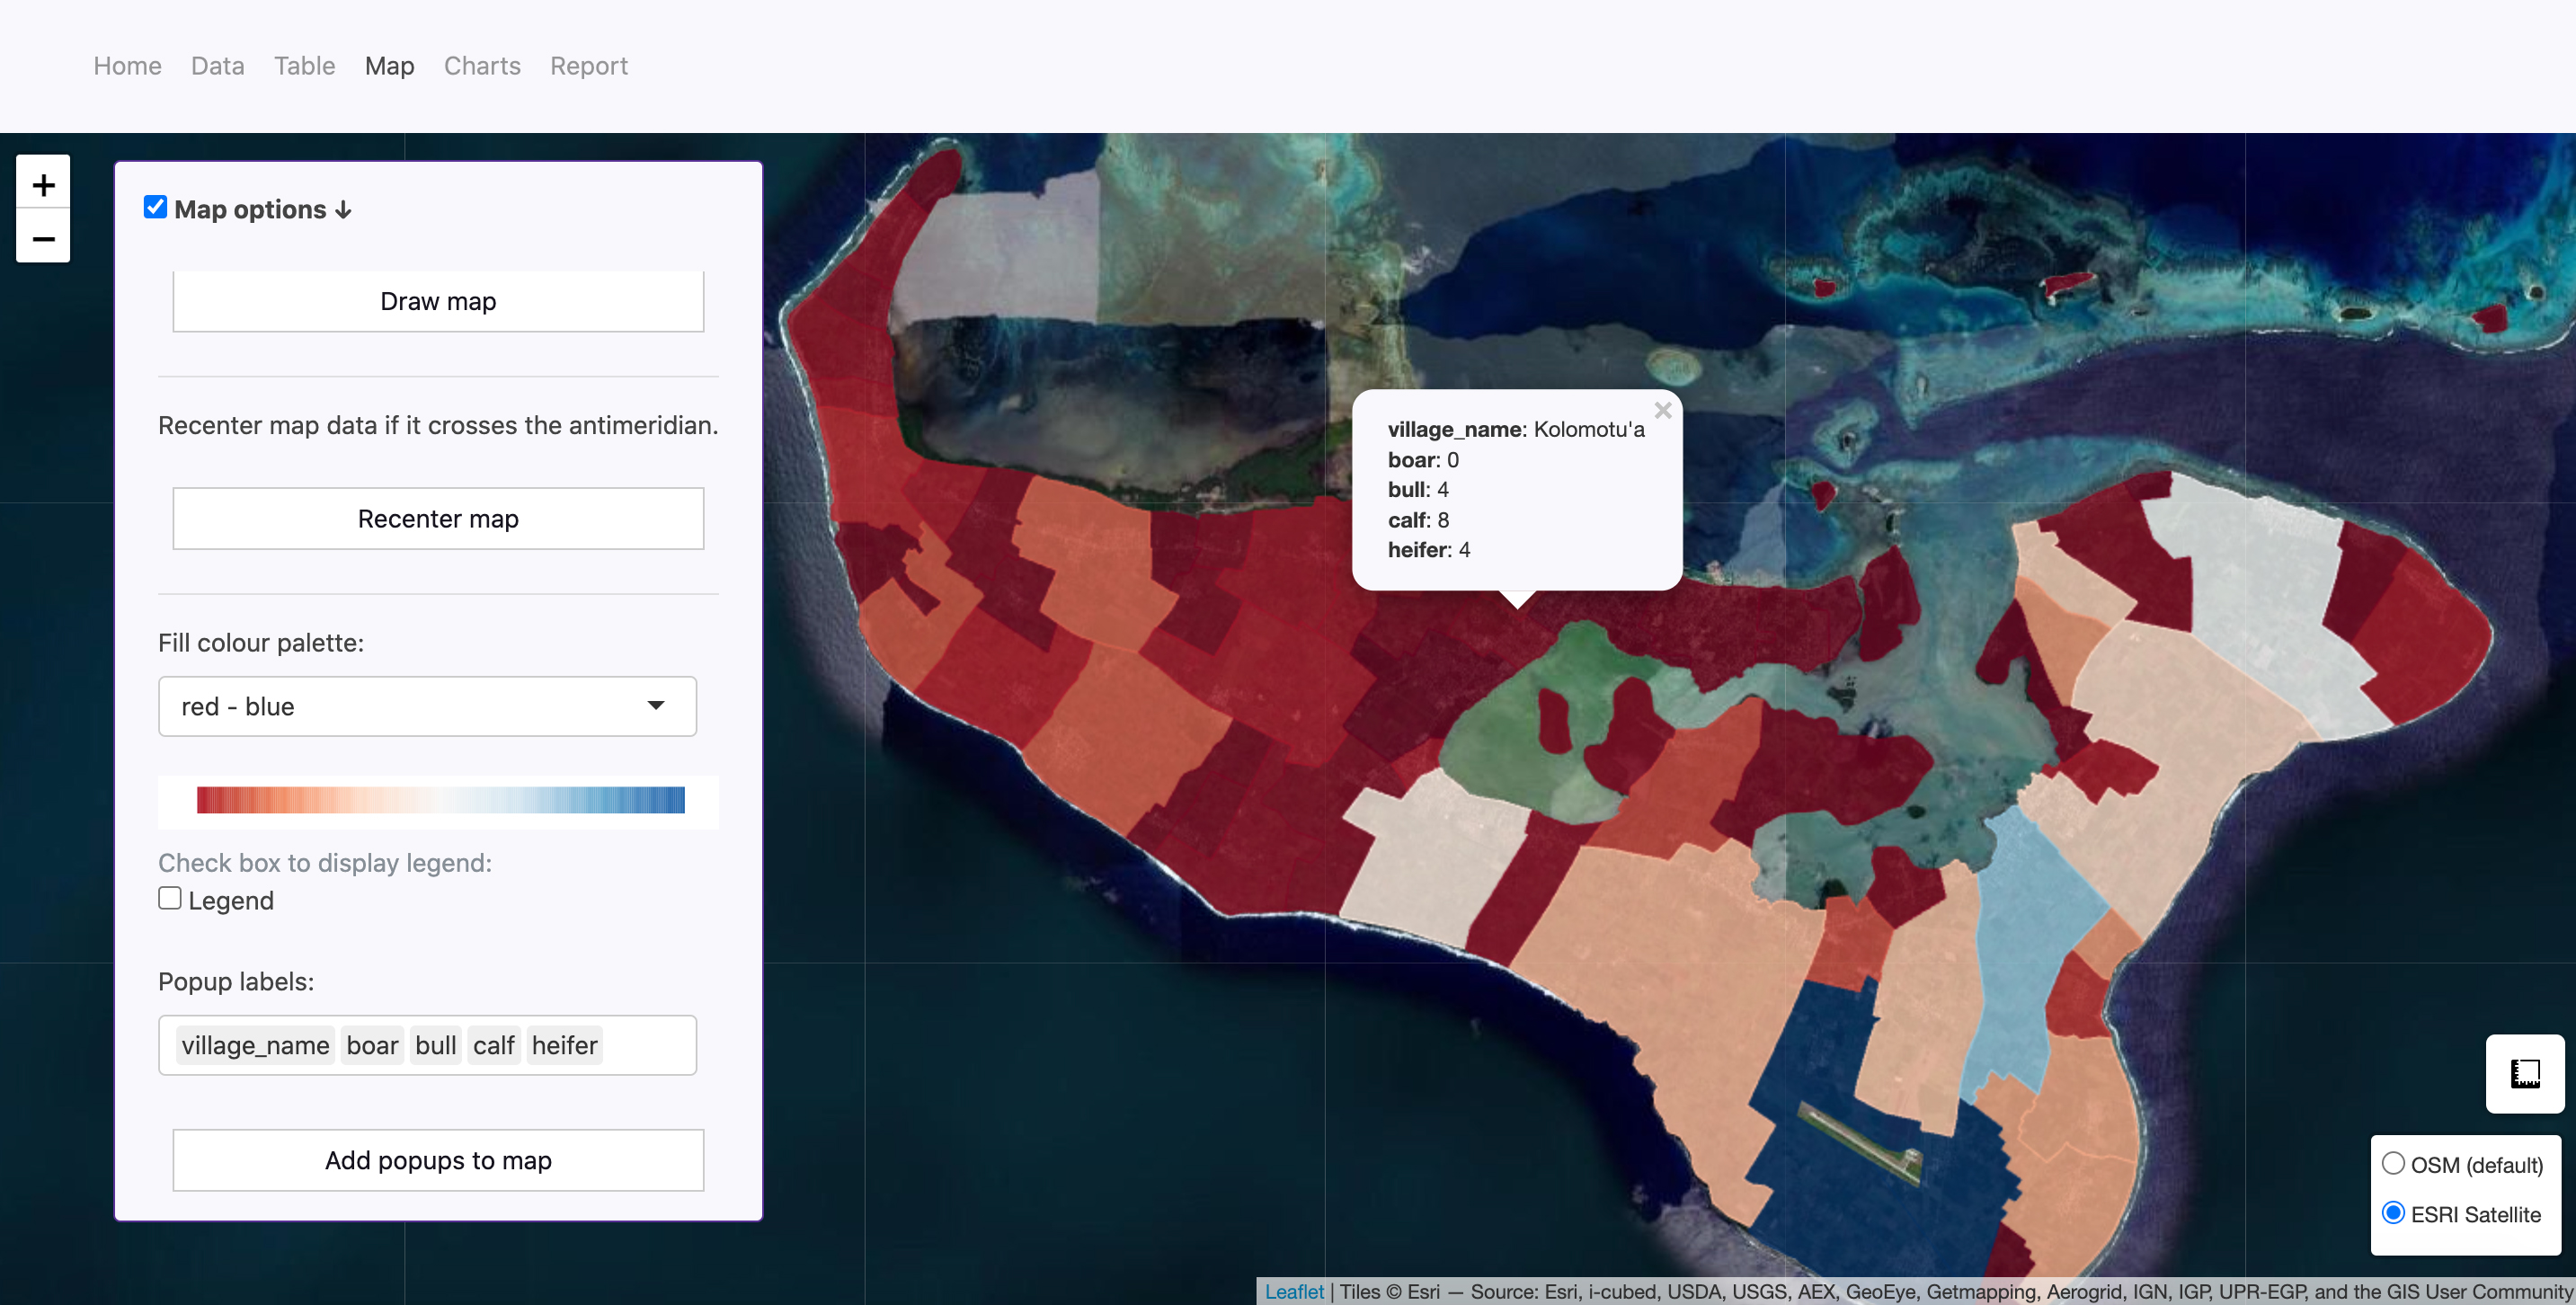 Home Data Table Map Charts Report
+
−
Map options ↓
Draw map
Recenter map data if it crosses the antimeridian.
Recenter map
Fill colour palette:
red - blue
Check box to display legend:
Legend
Popup labels:
village_name boar bull calf heifer
Add popups to map
×
village_name: Kolomotu'a
boar: 0
bull: 4
calf: 8
heifer: 4
OSM (default)
ESRI Satellite
Leaflet | Tiles © Esri — Source: Esri, i-cubed, USDA, USGS, AEX, GeoEye, Getmapping, Aerogrid, IGN, IGP, UPR-EGP, and the GIS User Community